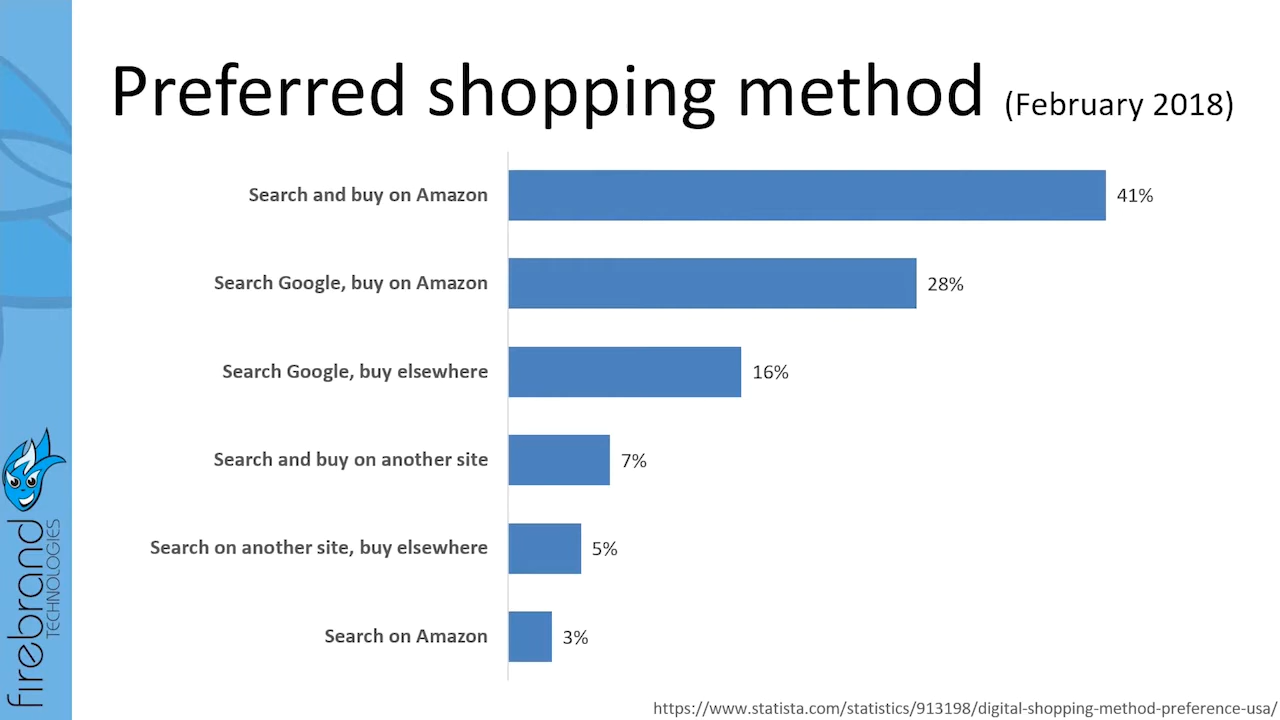 Preferred shopping method (February 2018)
Search and buy on Amazon 41%
Search Google, buy on Amazon 28%
Search Google, buy elsewhere 16%
Search and buy on another site 7%
Search on another site, buy elsewhere 5%
Search on Amazon 3%
https://www.statista.com/statistics/913198/digital-shopping-method-preference-usa/
firebrand
TECHNOLOGIES